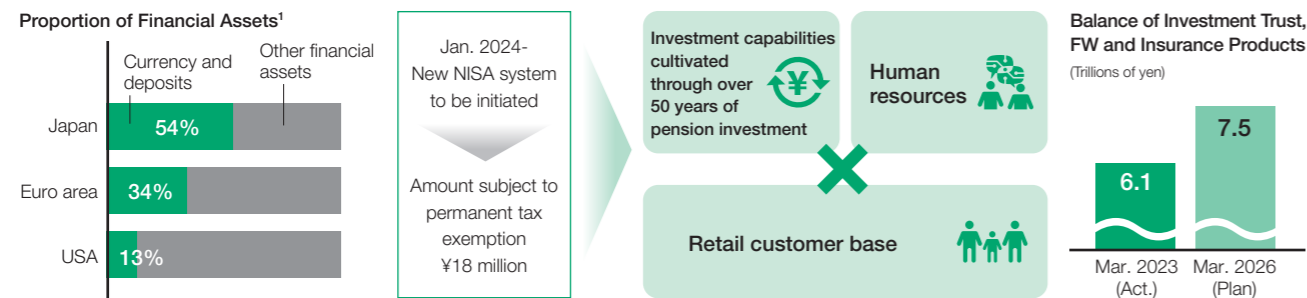 Proportion of Financial Assets¹
Currency and
deposits
Other financial
assets
Japan
54%
Euro area
34%
USA
13%
Jan. 2024-
New NISA system
to be initiated
Amount subject to
permanent tax
exemption
¥18 million
Investment capabilities
cultivated
through over
50 years of
pension investment
¥
Human
resources
Retail customer base
Balance of Investment Trust,
FW and Insurance Products
(Trillions of yen)
6.1
7.5
Mar. 2023
(Act.)
Mar. 2026
(Plan)